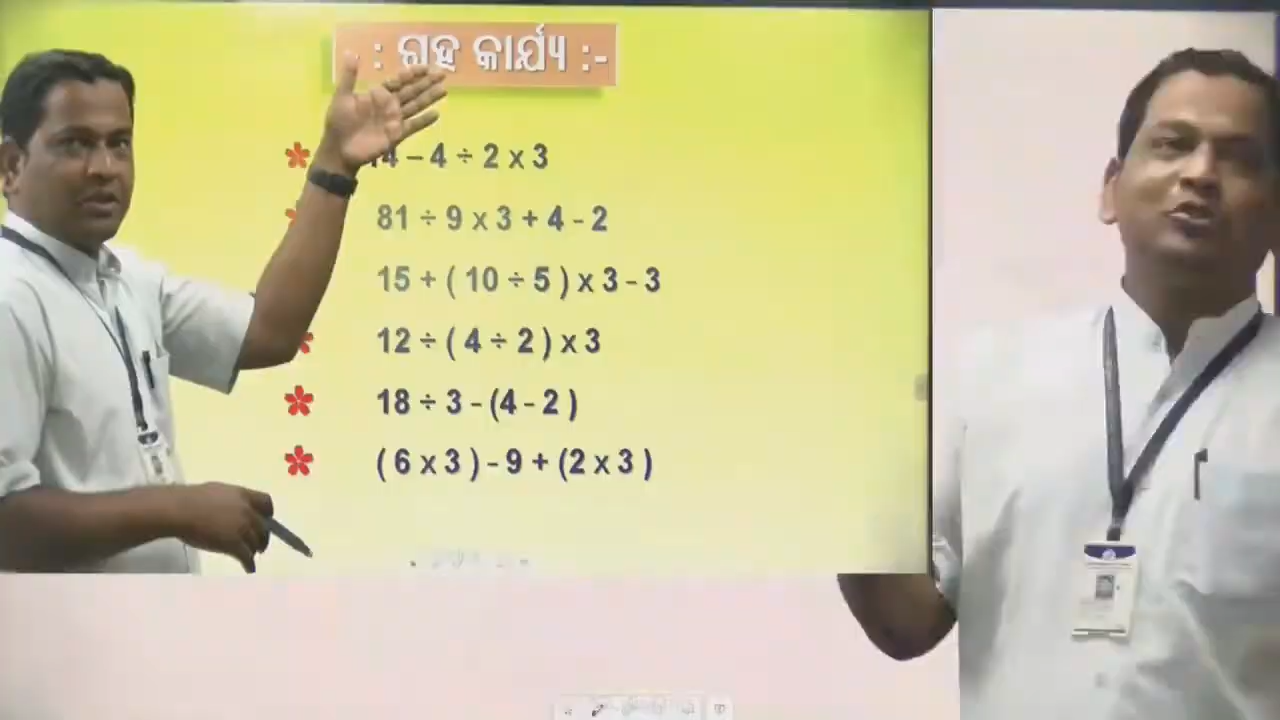 : ଗୃହ କାର୍ଯ୍ୟ :-
14 – 4 ÷ 2 x 3
81 ÷ 9 x 3 + 4 - 2
15 + ( 10 ÷ 5 ) x 3 - 3
12 ÷ ( 4 ÷ 2 ) x 3
18 ÷ 3 - (4 - 2 )
( 6 x 3 ) - 9 + (2 x 3 )